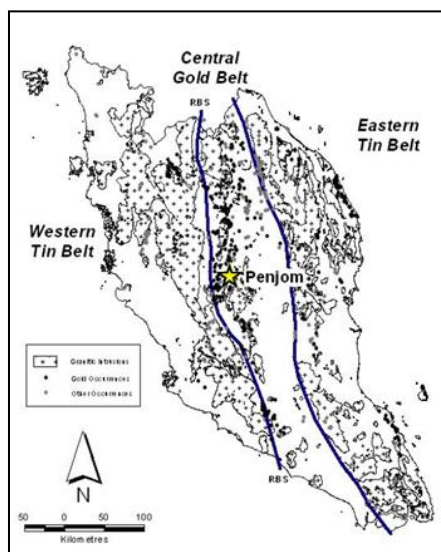 Central
Gold Belt
RBS
Eastern
Tin Belt
Western
Tin Belt
Penjom
Granitic Intrusions
Gold Occurrences
Other Occurrences
N
RBS
50 0 50 100
Kilometres